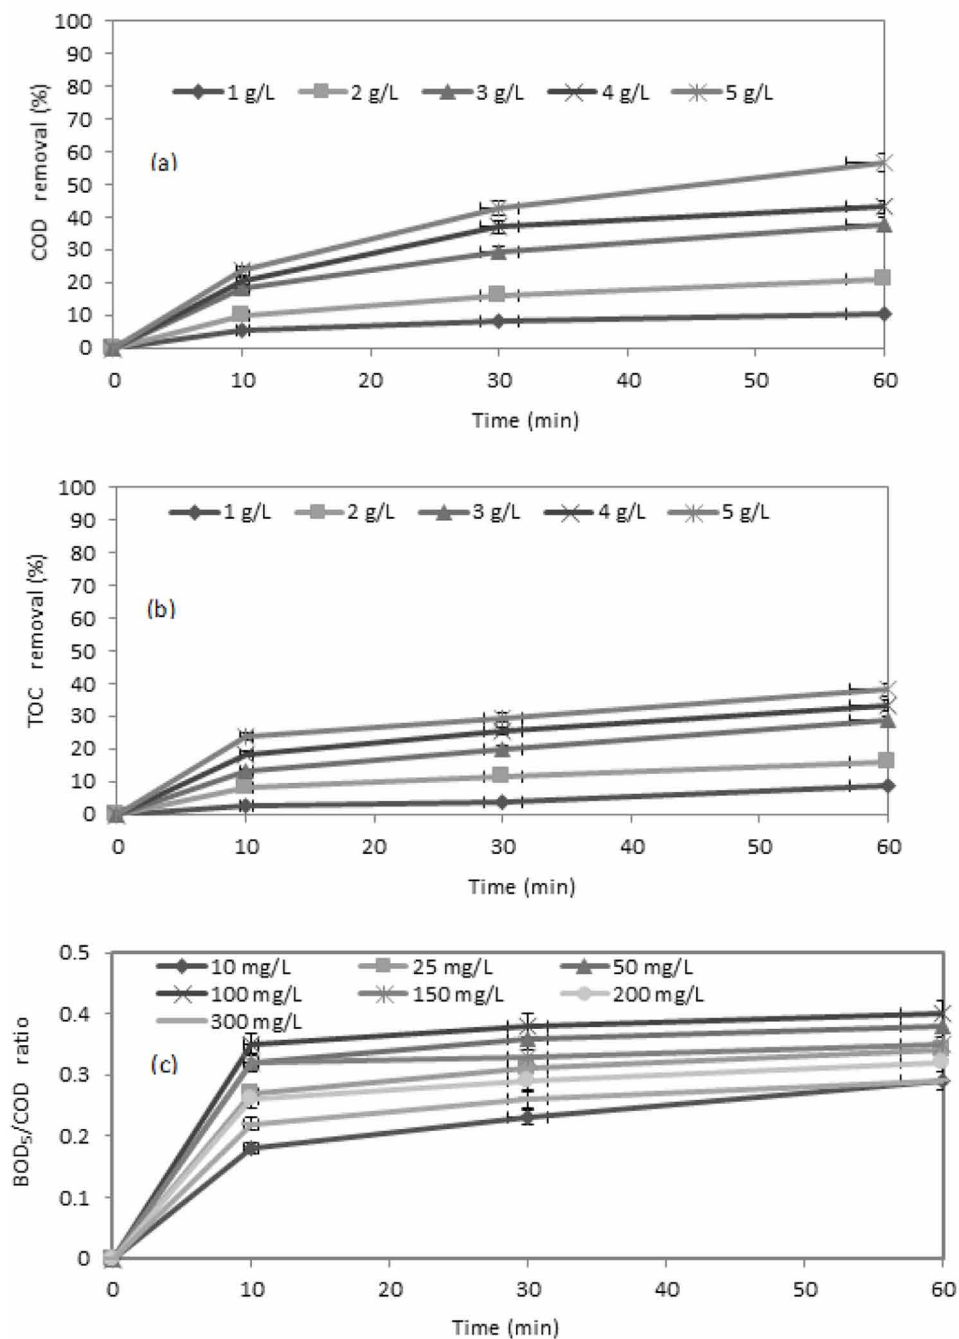 100
90
80
70
60
50
40
30
20
10
0
COD removal (%)
1 g/L 2 g/L 3 g/L 4 g/L 5 g/L
(a)
0 10 20 30 40 50 60
Time (min)
100
90
80
70
60
50
40
30
20
10
0
TOC removal (%)
1 g/L 2 g/L 3 g/L 4 g/L 5 g/L
(b)
0 10 20 30 40 50 60
Time (min)
0.5
0.4
0.3
0.2
0.1
0
BOD₅/COD ratio
10 mg/L 25 mg/L 50 mg/L
100 mg/L 150 mg/L 200 mg/L
300 mg/L
(c)
0 10 20 30 40 50 60
Time (min)